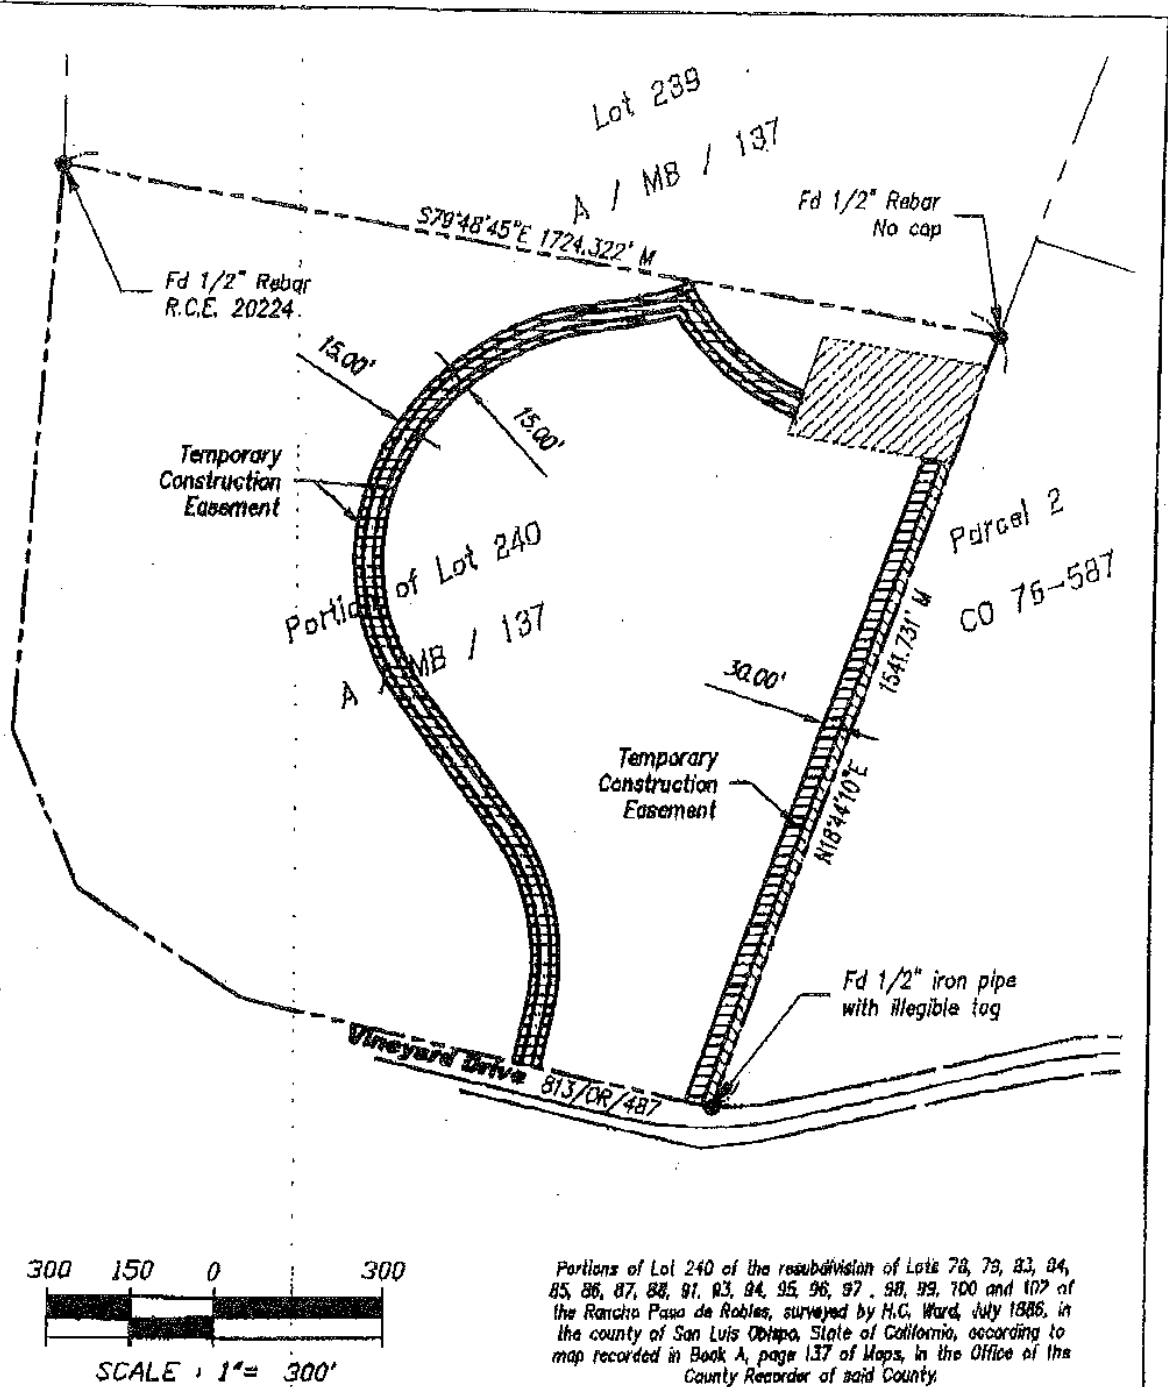 Lot 239
A / MB / 137
S79°48'45"E 1724.322' M
Fd 1/2" Rebar
No cap
Fd 1/2" Rebar
R.C.E. 20224
15.00'
15.00'
Temporary
Construction
Easement
Portion of Lot 240
A / MB / 137
Parcel 2
CO 76-587
1541.731' M
N18°44'10"E
30.00'
Temporary
Construction
Easement
Fd 1/2" iron pipe
with illegible tag
Vineyard Drive
813/OR/487
300 150 0 300
SCALE : 1"= 300'
Portions of Lot 240 of the resubdivision of Lots 78, 79, 83, 84,
85, 86, 87, 88, 91, 93, 94, 95, 96, 97, 98, 99, 100 and 102 of
the Rancho Paso de Robles, surveyed by H.C. Ward, July 1886, in
the county of San Luis Obispo, State of California, according to
map recorded in Book A, page 137 of Maps, in the Office of the
County Recorder of said County.